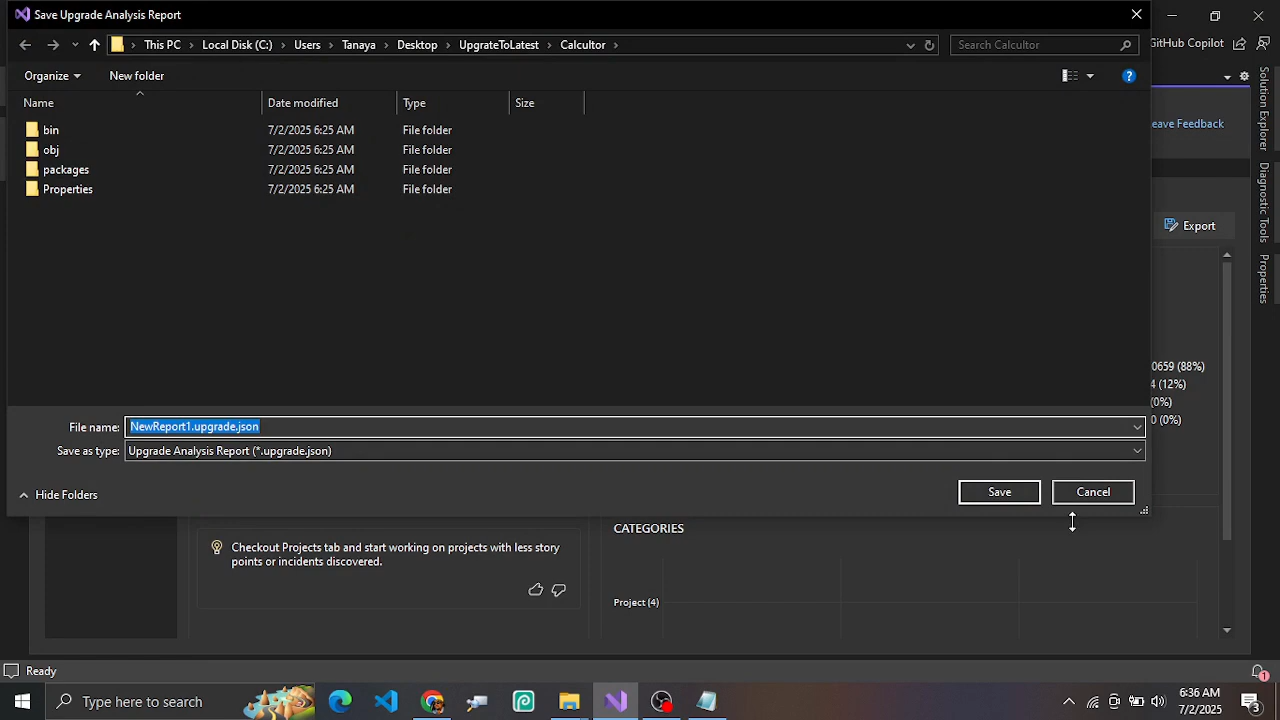 Save Upgrade Analysis Report
This PC > Local Disk (C:) > Users > Tanaya > Desktop > UpgrateToLatest > Calcultor >
Search Calcultor
GitHub Copilot
Organize
New folder
Name
Date modified
Type
Size
bin
7/2/2025 6:25 AM
File folder
obj
7/2/2025 6:25 AM
File folder
packages
7/2/2025 6:25 AM
File folder
Properties
7/2/2025 6:25 AM
File folder
eave Feedback
Export
Solution Explorer
Diagnostic Tools
Properties
0659 (88%)
4 (12%)
(0%)
0 (0%)
File name:
NewReport1.upgrade.json
Save as type:
Upgrade Analysis Report (*.upgrade.json)
Hide Folders
Save
Cancel
Checkout Projects tab and start working on projects with less story
points or incidents discovered.
CATEGORIES
Project (4)
Ready
1
Type here to search
6:36 AM
7/2/2025
3